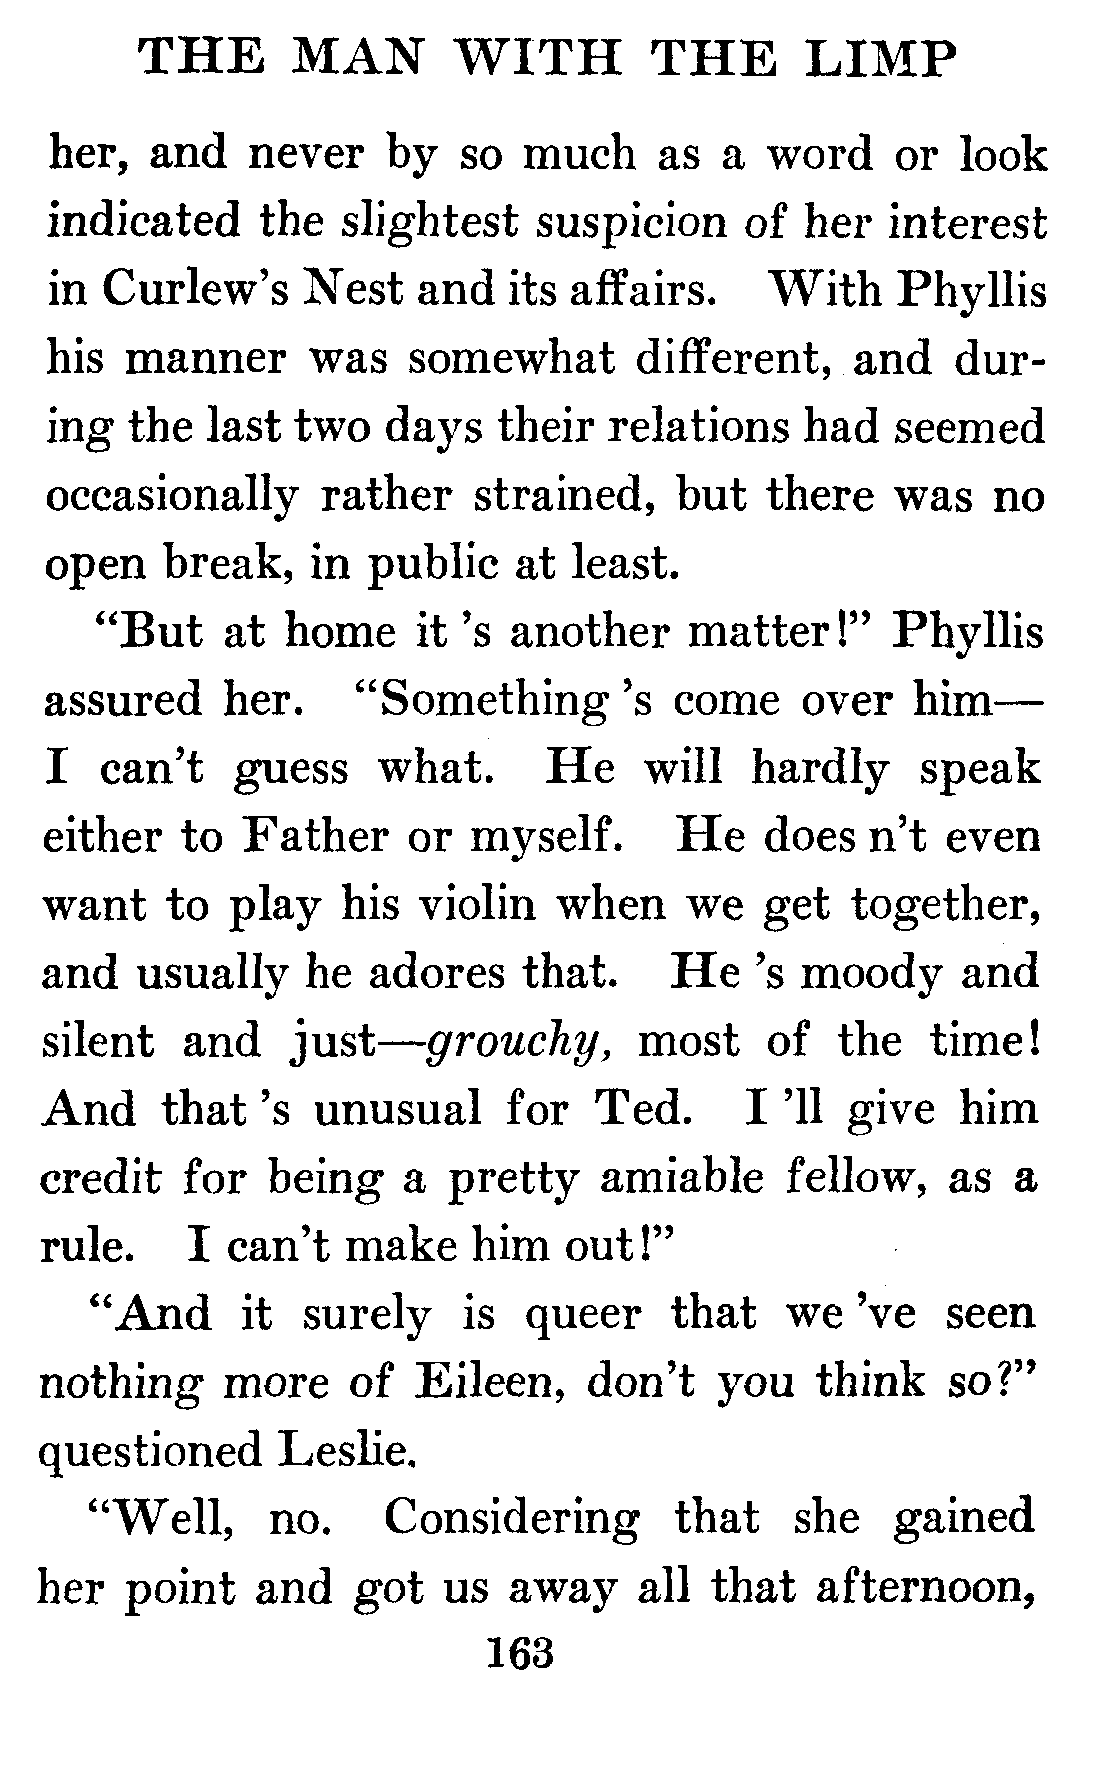 THE MAN WITH THE LIMP
her, and never by so much as a word or look
indicated the slightest suspicion of her interest
in Curlew's Nest and its affairs. With Phyllis
his manner was somewhat different, and dur-
ing the last two days their relations had seemed
occasionally rather strained, but there was no
open break, in public at least.
"But at home it 's another matter!" Phyllis
assured her. "Something 's come over him—
I can't guess what. He will hardly speak
either to Father or myself. He does n't even
want to play his violin when we get together,
and usually he adores that. He 's moody and
silent and just—grouchy, most of the time!
And that 's unusual for Ted. I 'll give him
credit for being a pretty amiable fellow, as a
rule. I can't make him out!"
"And it surely is queer that we 've seen
nothing more of Eileen, don't you think so?"
questioned Leslie.
"Well, no. Considering that she gained
her point and got us away all that afternoon,
163